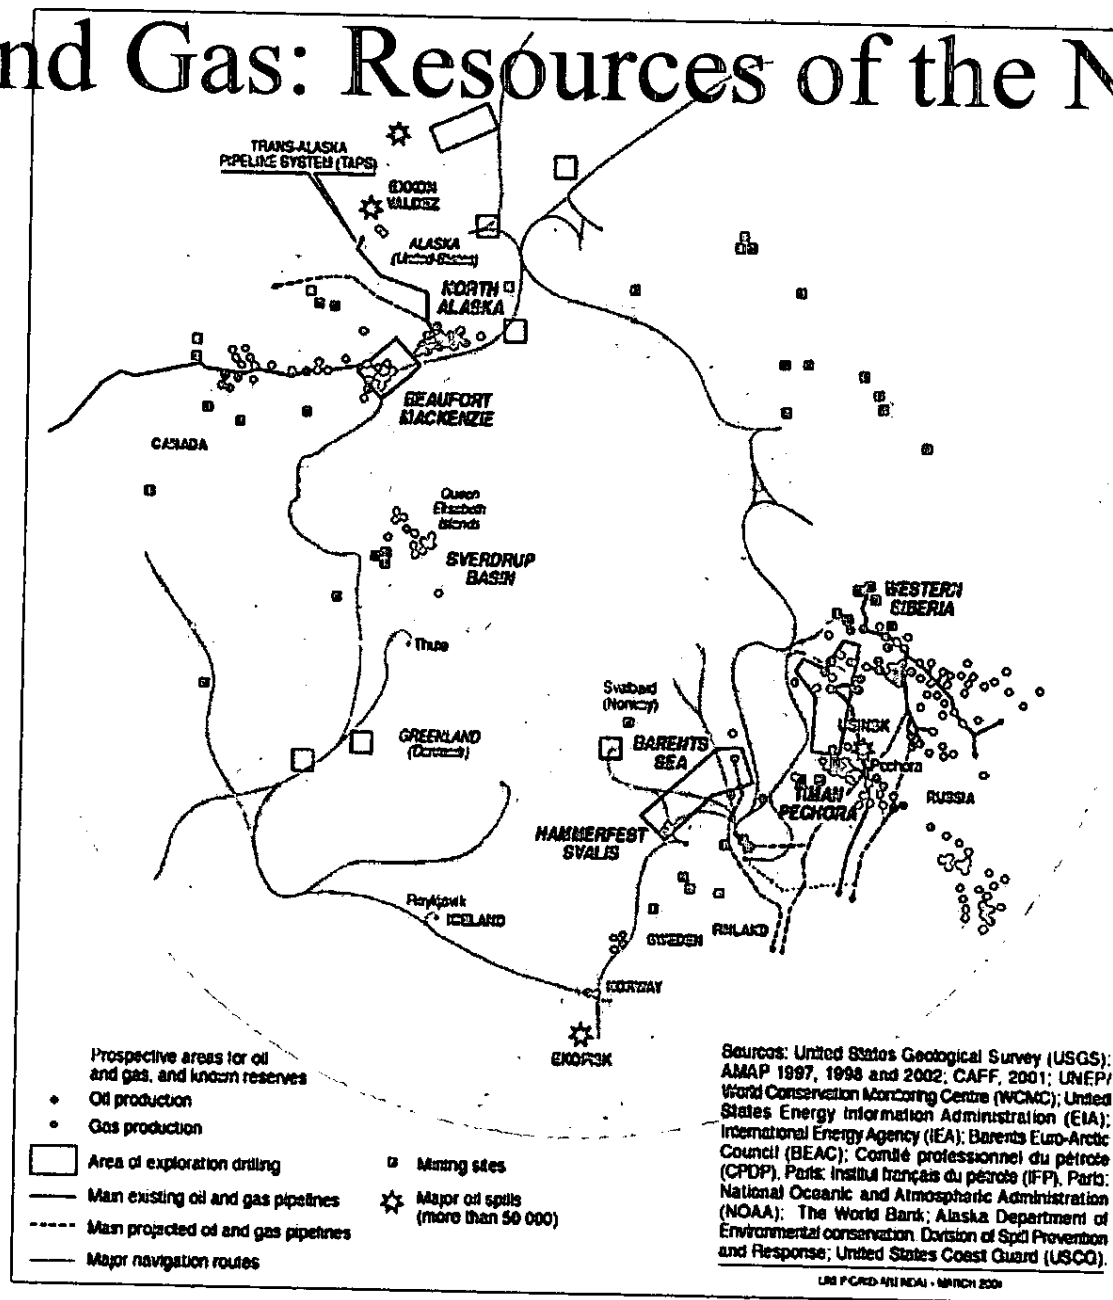 nd Gas: Resources of the N
TRANS-ALASKA
PIPELINE SYSTEM (TAPS)
EXXON
VALDEZ
ALASKA
(United States)
NORTH
ALASKA
BEAUFORT
MACKENZIE
CANADA
Queen
Elizabeth
Islands
SVERDRUP
BASIN
WESTERN
SIBERIA
Thule
Svalbard
(Norway)
GREENLAND
(Denmark)
BARENTS
SEA
USINSK
Pechora
TIMAN
PECHORA
RUSSIA
HAMMERFEST
SVALIS
Reykjavik
ICELAND
SWEDEN
FINLAND
NORWAY
EKOFISK
Prospective areas for oil
and gas, and known reserves
Oil production
Gas production
Area of exploration drilling
Main existing oil and gas pipelines
Main projected oil and gas pipelines
Major navigation routes
Mining sites
Major oil spills
(more than 50 000)
Sources: United States Geological Survey (USGS);
AMAP 1997, 1998 and 2002; CAFF, 2001; UNEP/
World Conservation Monitoring Centre (WCMC); United
States Energy Information Administration (EIA);
International Energy Agency (IEA); Barents Euro-Arctic
Council (BEAC); Comité professionnel du pétrole
(CPDP), Paris; Institut français du pétrole (IFP), Paris;
National Oceanic and Atmospheric Administration
(NOAA); The World Bank; Alaska Department of
Environmental conservation. Division of Spill Prevention
and Response; United States Coast Guard (USCG).
MARCH 200